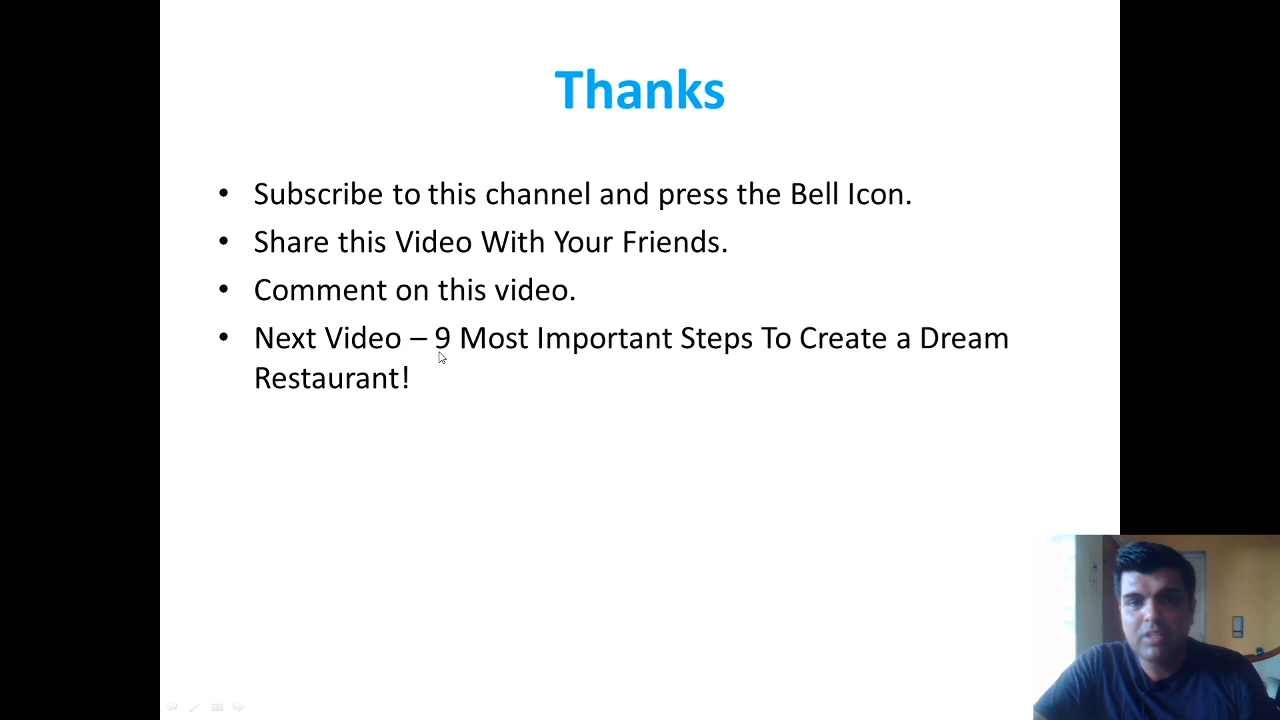 Thanks
• Subscribe to this channel and press the Bell Icon.
• Share this Video With Your Friends.
• Comment on this video.
• Next Video – 9 Most Important Steps To Create a Dream
Restaurant!